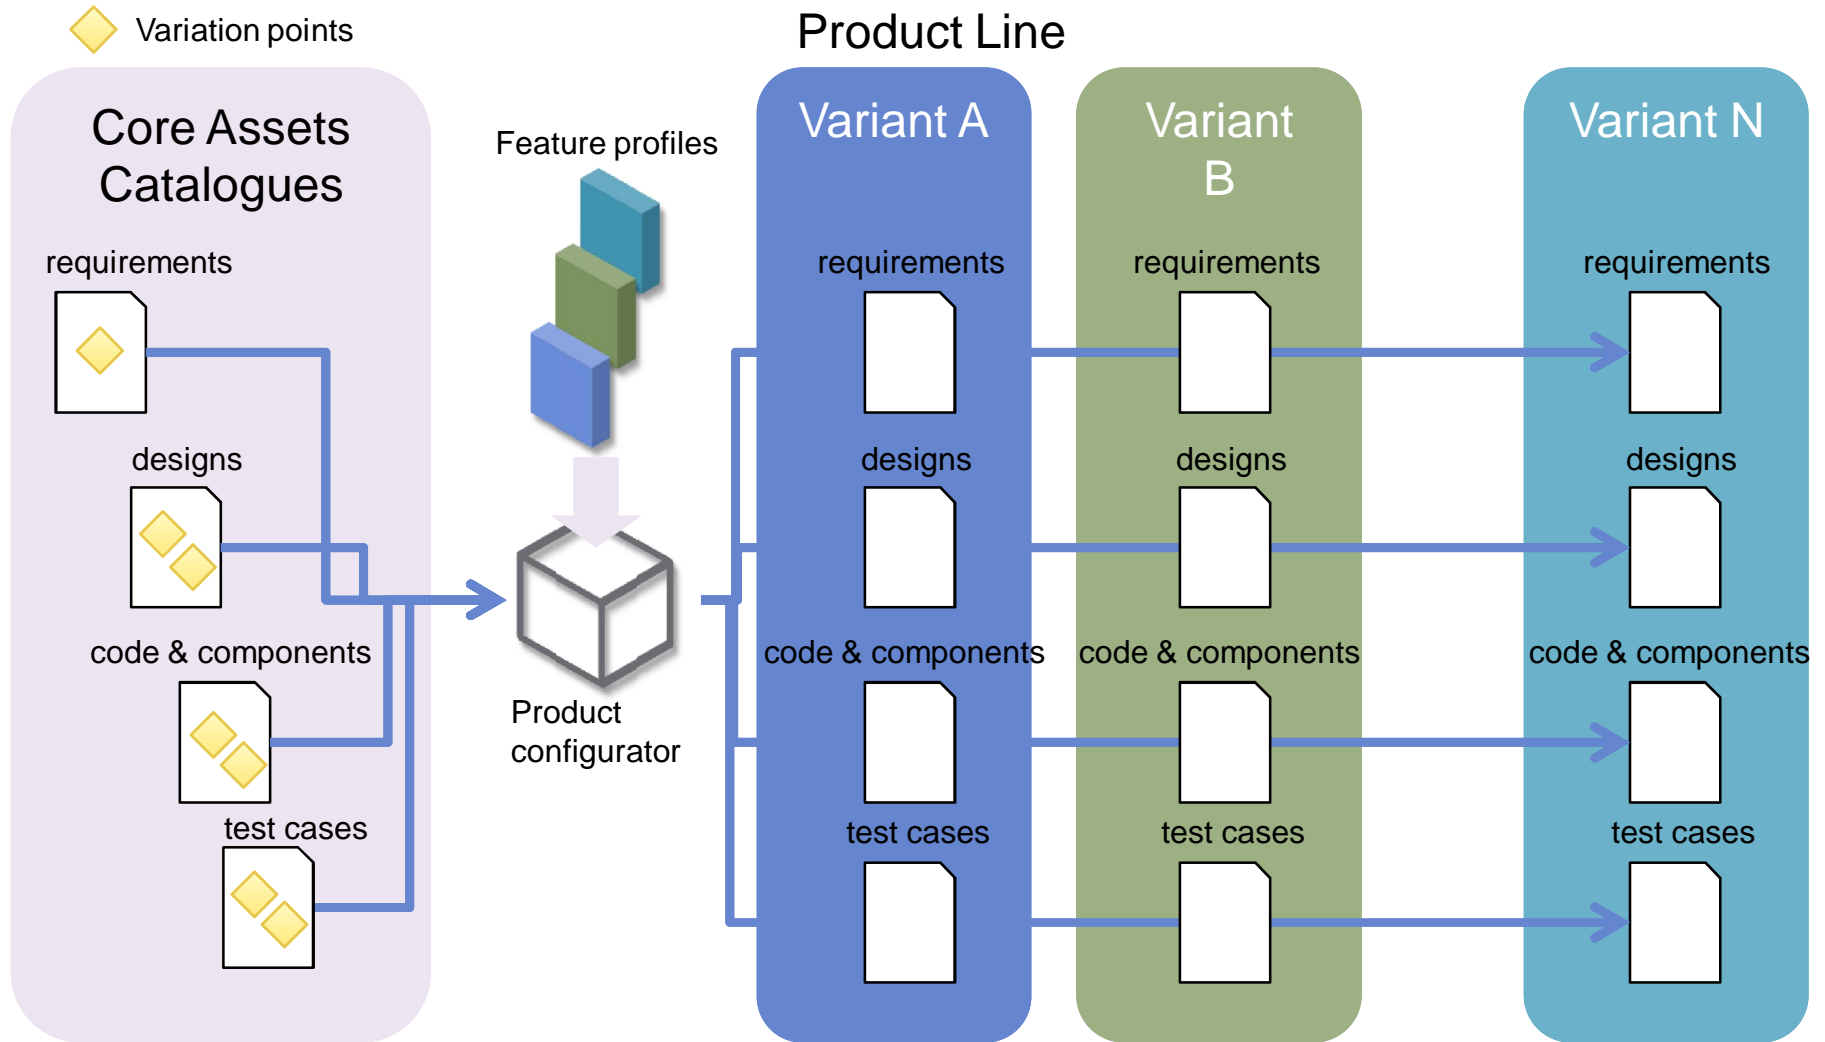 Variation points
Product Line
Core Assets
Catalogues
requirements
designs
code & components
test cases
Feature profiles
Product
configurator
Variant A
requirements
designs
code & components
test cases
Variant
B
requirements
designs
code & components
test cases
Variant N
requirements
designs
code & components
test cases